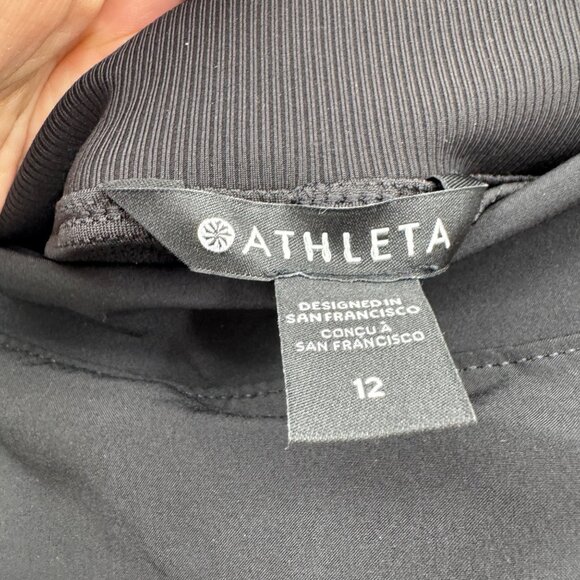 ATHLETA
DESIGNED IN
SAN FRANCISCO
CONÇU À
SAN FRANCISCO
12